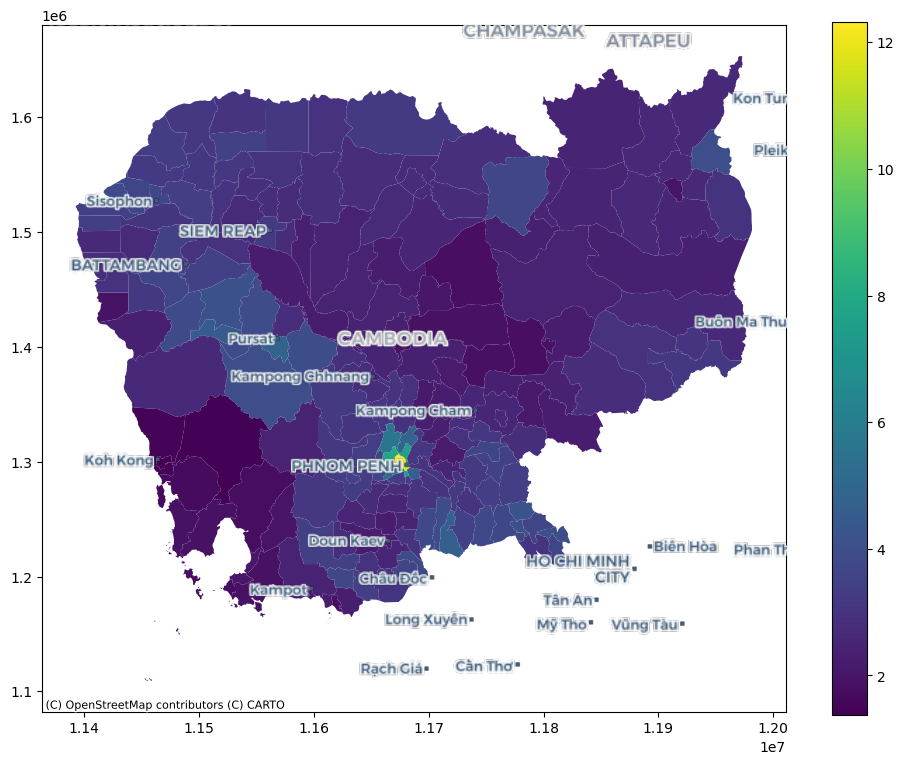 1e6
CHAMPASAK
ATTAPEU
12
1.6
Kon Tur
Pleik
10
Sisophon
1.5
SIEM REAP
BATTAMBANG
8
Buôn Ma Thu
1.4
Pursat
CAMBODIA
Kampong Chhnang
6
Kampong Cham
1.3
Koh Kong
PHNOM PENH
4
Doun Kaev
Biên Hòa
Phan Th
HO CHI MINH
CITY
1.2
Châu Đốc
Kampot
Tân An
Long Xuyên
Mỹ Tho
Vũng Tàu
2
Rạch Giá
Cần Thơ
1.1
(C) OpenStreetMap contributors (C) CARTO
1.14
1.15
1.16
1.17
1.18
1.19
1.20
1e7